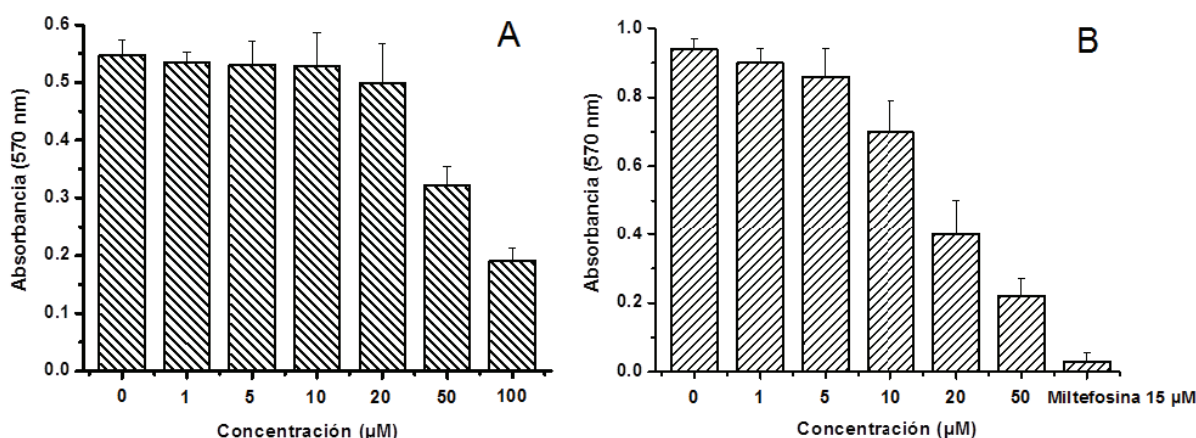 A
0.6
0.5
0.4
0.3
0.2
0.1
0.0
Absorbancia (570 nm)
0 1 5 10 20 50 100
Concentración (µM)
B
1.0
0.8
0.6
0.4
0.2
0.0
Absorbancia (570 nm)
0 1 5 10 20 50 Miltefosina 15 µM
Concentración (µM)